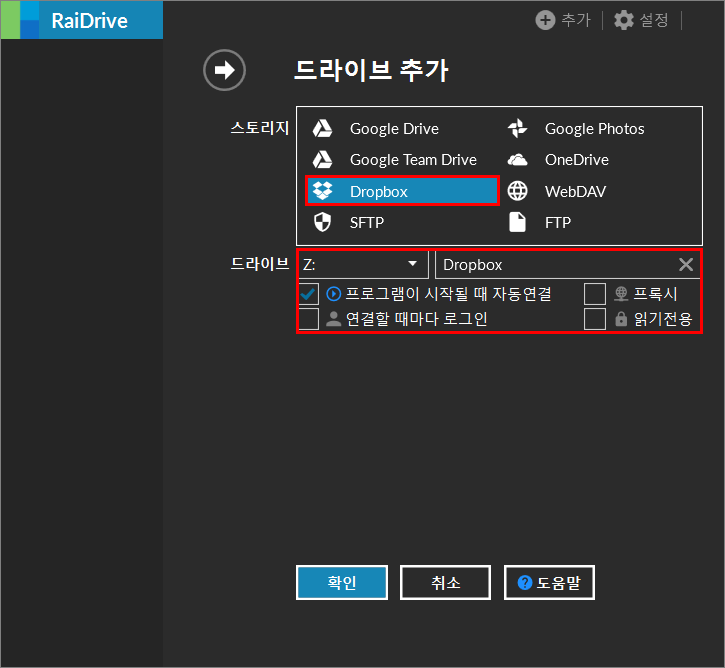 RaiDrive
추가 설정
드라이브 추가
스토리지
Google Drive Google Photos
Google Team Drive OneDrive
Dropbox WebDAV
SFTP FTP
드라이브 Z: Dropbox
프로그램이 시작될 때 자동연결 프록시
연결할 때마다 로그인 읽기전용
확인 취소 ? 도움말